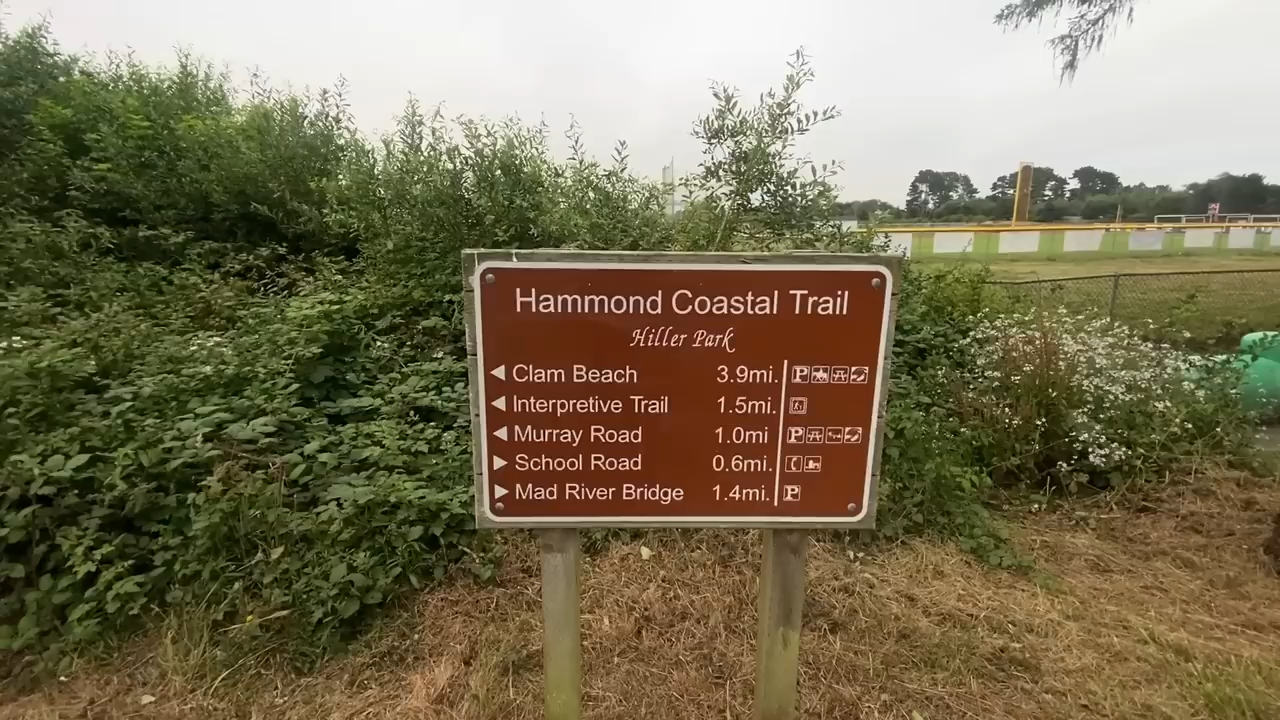 Hammond Coastal Trail
Hiller Park
◀ Clam Beach 3.9mi. P
◀ Interpretive Trail 1.5mi.
◀ Murray Road 1.0mi P
▶ School Road 0.6mi.
▶ Mad River Bridge 1.4mi. P